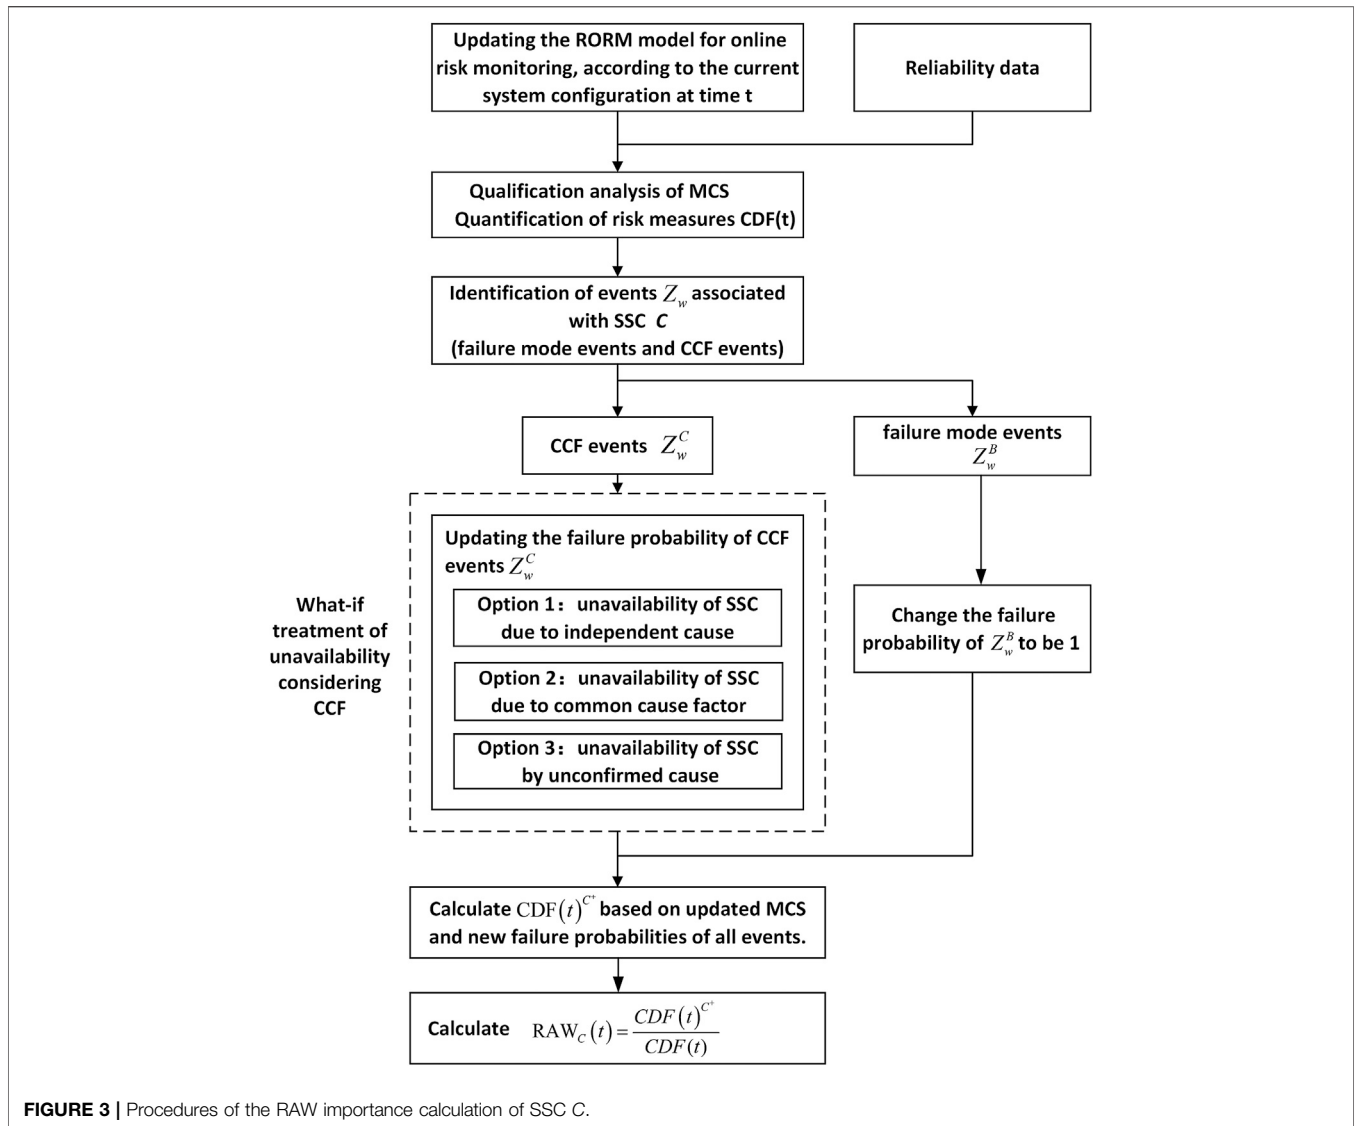 Updating the RORM model for online
risk monitoring, according to the current
system configuration at time t
Reliability data
Qualification analysis of MCS
Quantification of risk measures CDF(t)
Identification of events Z_w associated
with SSC C
(failure mode events and CCF events)
CCF events Z_w^C
failure mode events
Z_w^B
Updating the failure probability of CCF
events Z_w^C
Option 1：unavailability of SSC
due to independent cause
Option 2：unavailability of SSC
due to common cause factor
Option 3：unavailability of SSC
by unconfirmed cause
What-if
treatment of
unavailability
considering
CCF
Change the failure
probability of Z_w^B to be 1
Calculate CDF(t)^{C^+} based on updated MCS
and new failure probabilities of all events.
Calculate RAW_C(t) = CDF(t)^{C^+} / CDF(t)
FIGURE 3 | Procedures of the RAW importance calculation of SSC C.